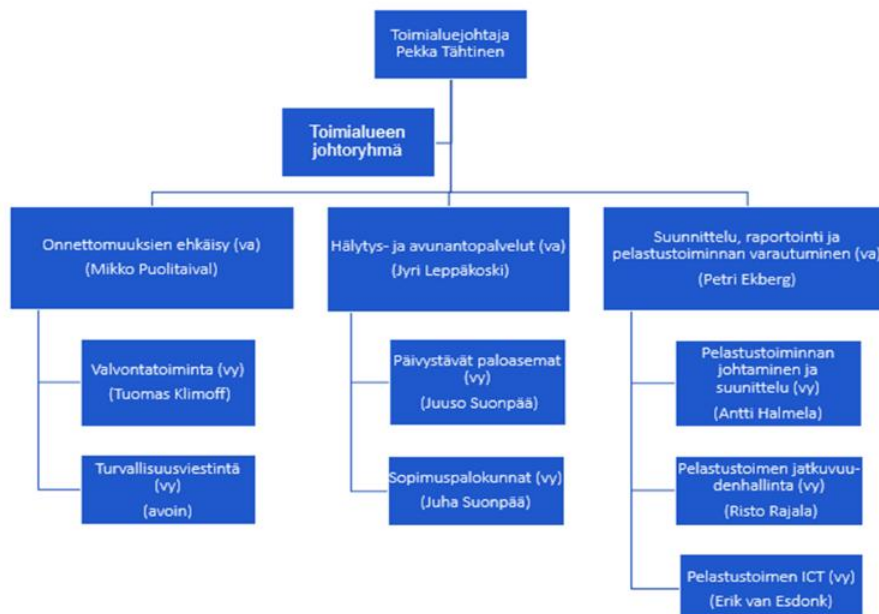 Toimialuejohtaja
Pekka Tähtinen
Toimialueen
johtoryhmä
Onnettomuuksien ehkäisy (va)
(Mikko Puolitaival)
Hälytys- ja avunantopalvelut (va)
(Jyri Leppäkoski)
Suunnittelu, raportointi ja
pelastustoiminnan varautuminen (va)
(Petri Ekberg)
Valvontatoiminta (vy)
(Tuomas Klimoff)
Turvallisuusviestintä
(vy)
(avoin)
Päivystävät paloasemat
(vy)
(Juuso Suonpää)
Sopimuspalokunnat (vy)
(Juha Suonpää)
Pelastustoiminnan
johtaminen ja
suunittelu (vy)
(Antti Halmela)
Pelastustoimen jatkuvuu-
denhallinta (vy)
(Risto Rajala)
Pelastustoimen ICT (vy)
(Erik van Esdonk)